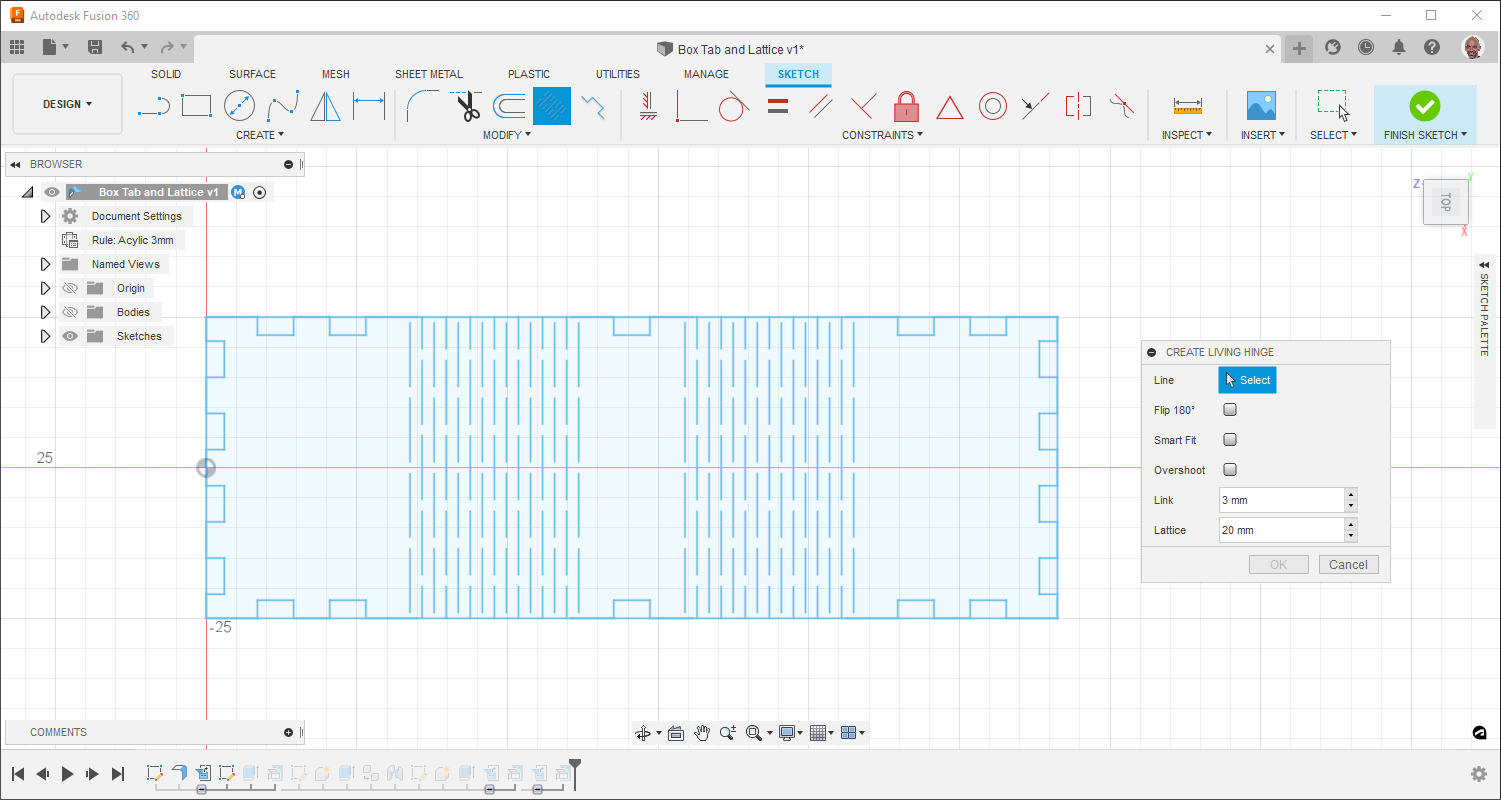 Autodesk Fusion 360
Box Tab and Lattice v1*
SOLID SURFACE MESH SHEET METAL PLASTIC UTILITIES MANAGE SKETCH
DESIGN
CREATE MODIFY CONSTRAINTS INSPECT INSERT SELECT FINISH SKETCH
BROWSER
Box Tab and Lattice v1
Document Settings
Rule: Acylic 3mm
Named Views
Origin
Bodies
Sketches
Z
Y
TOP
X
SKETCH PALETTE
CREATE LIVING HINGE
Line Select
Flip 180°
Smart Fit
Overshoot
Link 3 mm
Lattice 20 mm
OK Cancel
25
-25
COMMENTS